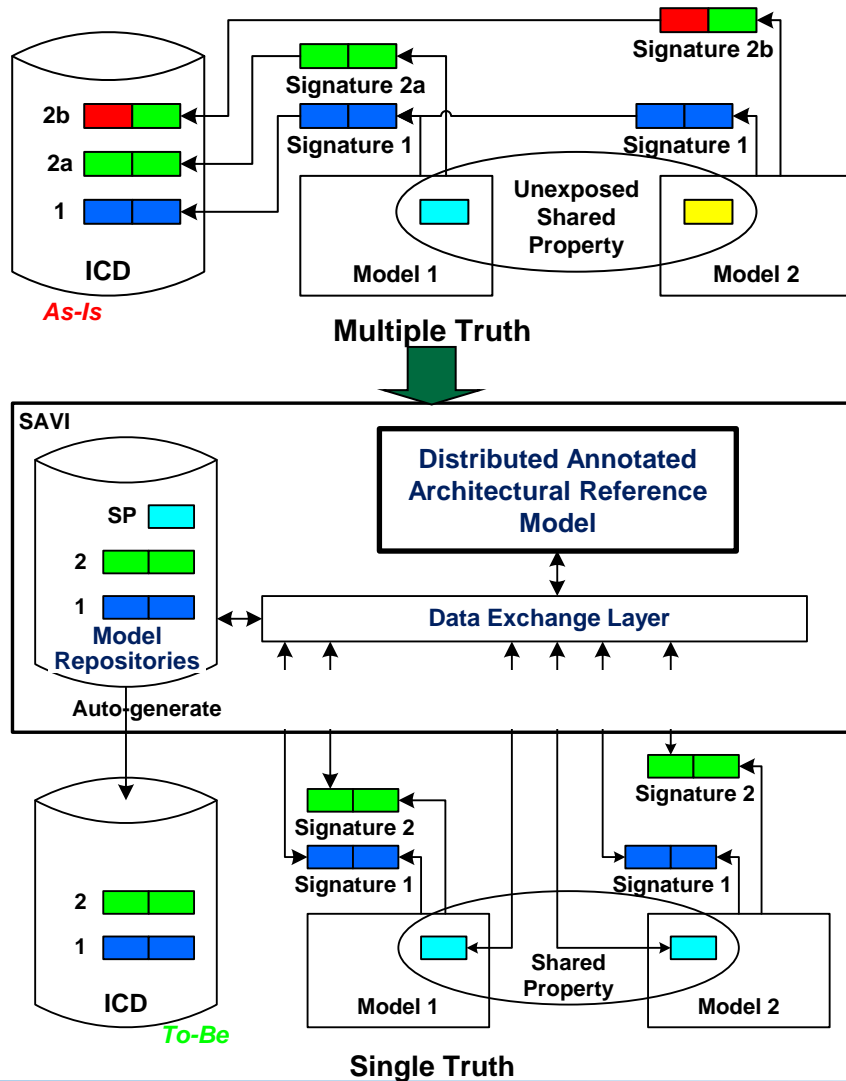 Signature 2b
Signature 2a
2b
Signature 1
Signature 1
2a
Unexposed
Shared
Property
1
ICD
Model 1
Model 2
As-Is
Multiple Truth
SAVI
Distributed Annotated
Architectural Reference
Model
SP
2
1
Data Exchange Layer
Model
Repositories
Auto-generate
Signature 2
Signature 2
Signature 1
Signature 1
2
1
Shared
Property
ICD
Model 1
Model 2
To-Be
Single Truth